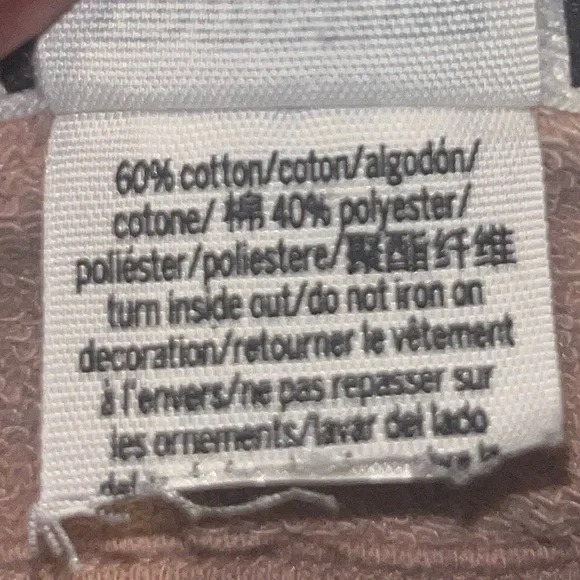 60% cotton/coton/algodón/
cotone/ 棉 40% polyester/
poliéster/poliestere/聚酯纤维
turn inside out/do not iron on
decoration/retourner le vêtement
à l'envers/ne pas repasser sur
les ornements/lavar del lado
del